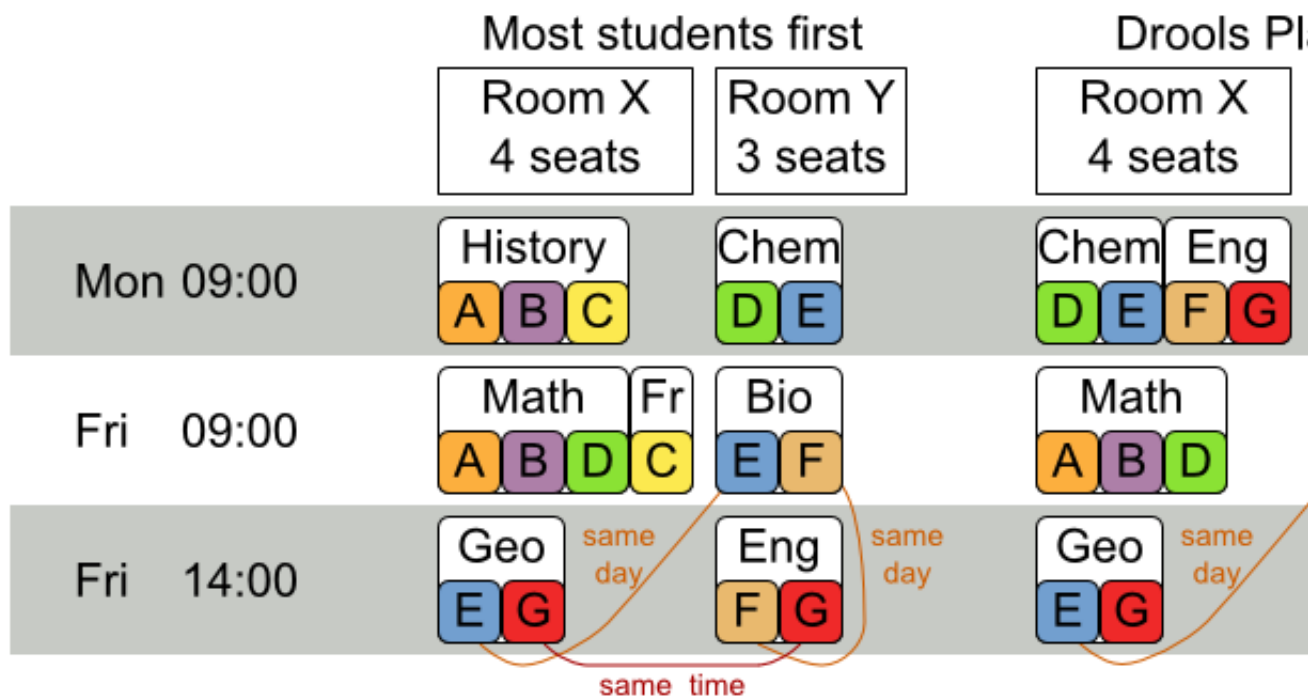 Most students first
Drools
Room X
4 seats
Room Y
3 seats
Room X
4 seats
Mon 09:00
History
A B C
Chem
D E
Chem Eng
D E F G
Fri 09:00
Math Fr
A B D C
Bio
E F
Math
A B D
Fri 14:00
Geo
E G
same
day
Eng
F G
same
day
Geo
E G
same
day
same time